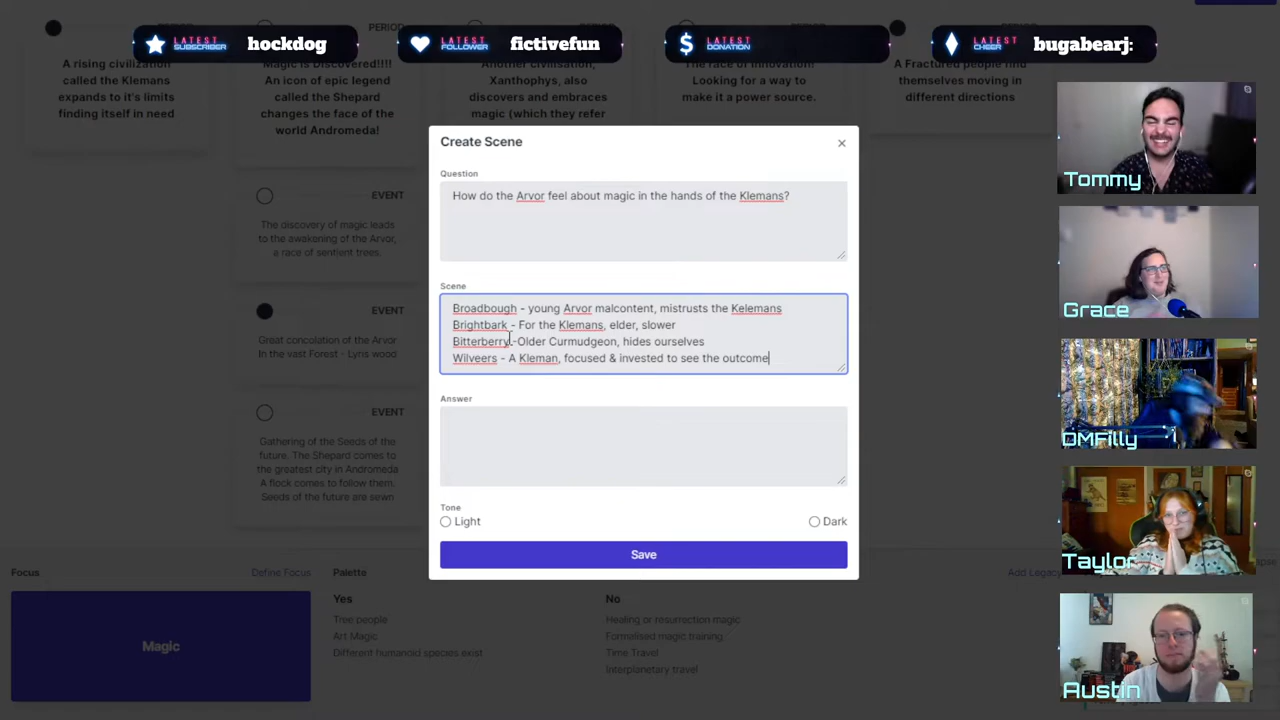 PERIOD
PERIOD
PERIOD
LATEST
SUBSCRIBER
hockdog
LATEST
FOLLOWER
fictivefun
LATEST
DONATION
LATEST
CHEER
bugabearj:
A rising civilization
called the Klemans
expands to it's limits
finding itself in need
Magic is Discovered!!!!
An icon of epic legend
called the Shepard
changes the face of the
world Andromeda!
Another civilisation,
Xanthophys, also
discovers and embraces
magic (which they refer
The race of Innovation!
Looking for a way to
make it a power source.
A Fractured people find
themselves moving in
different directions
EVENT
The discovery of magic leads
to the awakening of the Arvor,
a race of sentient trees.
EVENT
Great concolation of the Arvor
In the vast Forest - Lyris wood
EVENT
Gathering of the Seeds of the
future. The Shepard comes to
the greatest city in Andromeda
A flock comes to follow them.
Seeds of the future are sewn
Create Scene
×
Question
How do the Arvor feel about magic in the hands of the Klemans?
Scene
Broadbough - young Arvor malcontent, mistrusts the Kelemans
Brightbark - For the Klemans, elder, slower
Bitterberry -Older Curmudgeon, hides ourselves
Wilveers - A Kleman, focused & invested to see the outcome
Answer
Tone
Light
Dark
Save
Tommy
Grace
DMFilly
Taylor
Austin
Focus
Define Focus
Magic
Palette
Yes
Tree people
Art Magic
Different humanoid species exist
No
Healing or resurrection magic
Formalised magic training
Time Travel
Interplanetary travel
Add Legacy